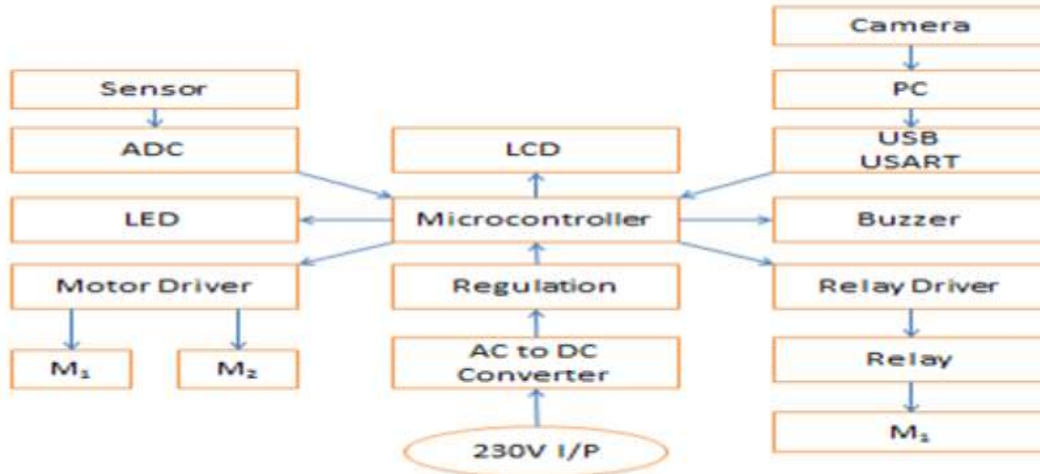 Camera
Sensor
PC
ADC
LCD
USB
USART
LED
Microcontroller
Buzzer
Motor Driver
Regulation
Relay Driver
M₁
M₂
AC to DC
Converter
Relay
230V I/P
M₁